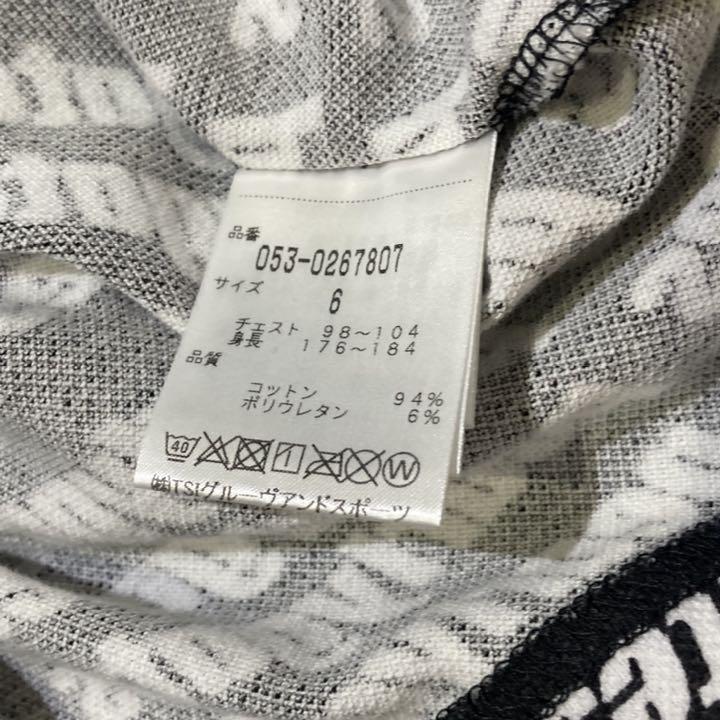 品番
053-0267807
サイズ
6
チェスト 98～104
身長 176～184
品質
コットン 94%
ポリウレタン 6%
40
W
㈱TSIグルーヴアンドスポーツ